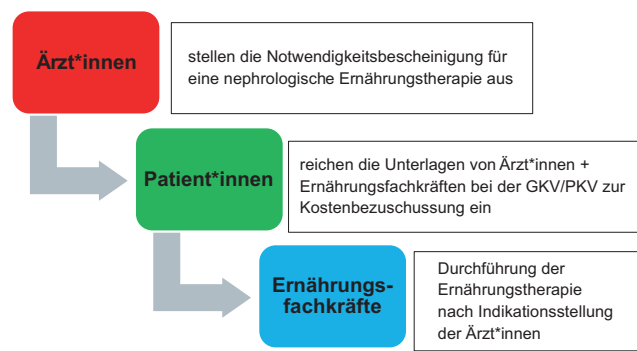 Ärzt*innen
stellen die Notwendigkeitsbescheinigung für
eine nephrologische Ernährungstherapie aus
Patient*innen
reichen die Unterlagen von Ärzt*innen +
Ernährungsfachkräften bei der GKV/PKV zur
Kostenbezuschussung ein
Ernährungs-
fachkräfte
Durchführung der
Ernährungstherapie
nach Indikationsstellung
der Ärzt*innen